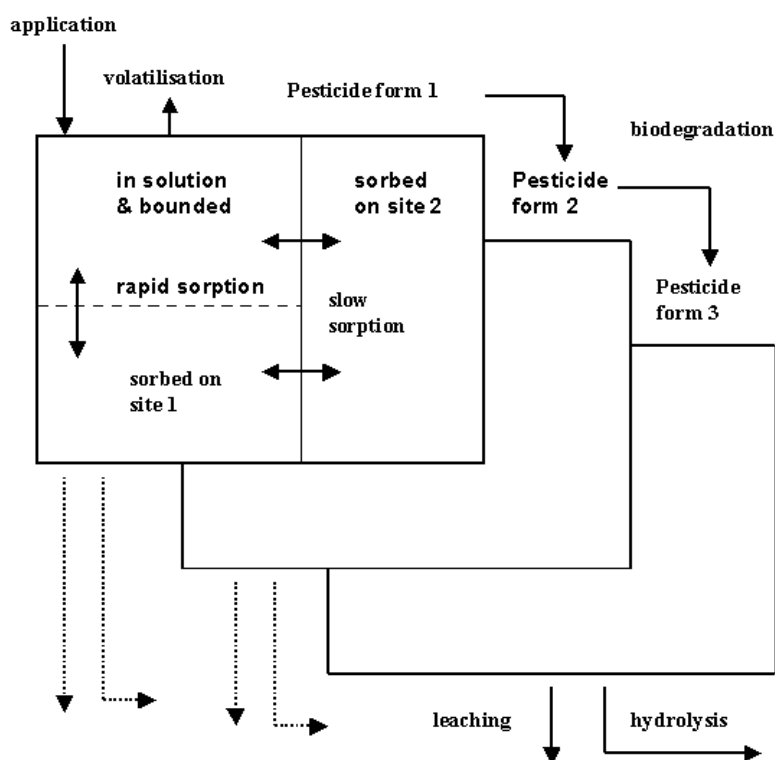 application
volatilisation
Pesticide form 1
biodegradation
in solution
& bounded
sorbed
on site 2
Pesticide
form 2
rapid sorption
slow
sorption
Pesticide
form 3
sorbed on
site 1
leaching
hydrolysis